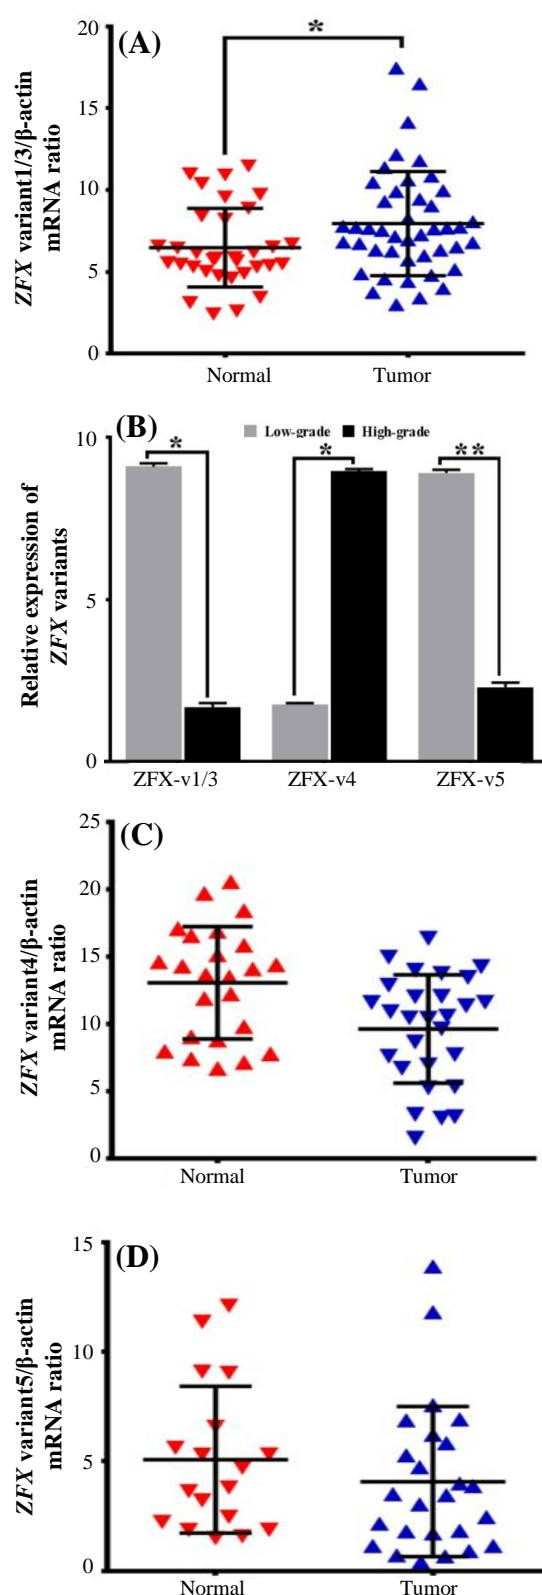 (A)
ZFX variant1/3/β-actin
mRNA ratio
20
15
10
5
0
*
Normal Tumor
(B)
Low-grade High-grade
Relative expression of
ZFX variants
10
5
0
* * **
ZFX-v1/3 ZFX-v4 ZFX-v5
(C)
ZFX variant4/β-actin
mRNA ratio
25
20
15
10
5
0
Normal Tumor
(D)
ZFX variant5/β-actin
mRNA ratio
15
10
5
0
Normal Tumor